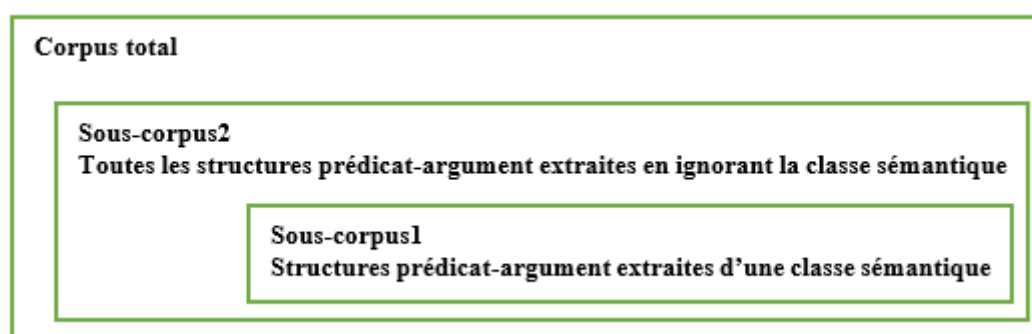 Corpus total
Sous-corpus2
Toutes les structures prédicat-argument extraites en ignorant la classe sémantique
Sous-corpus1
Structures prédicat-argument extraites d’une classe sémantique